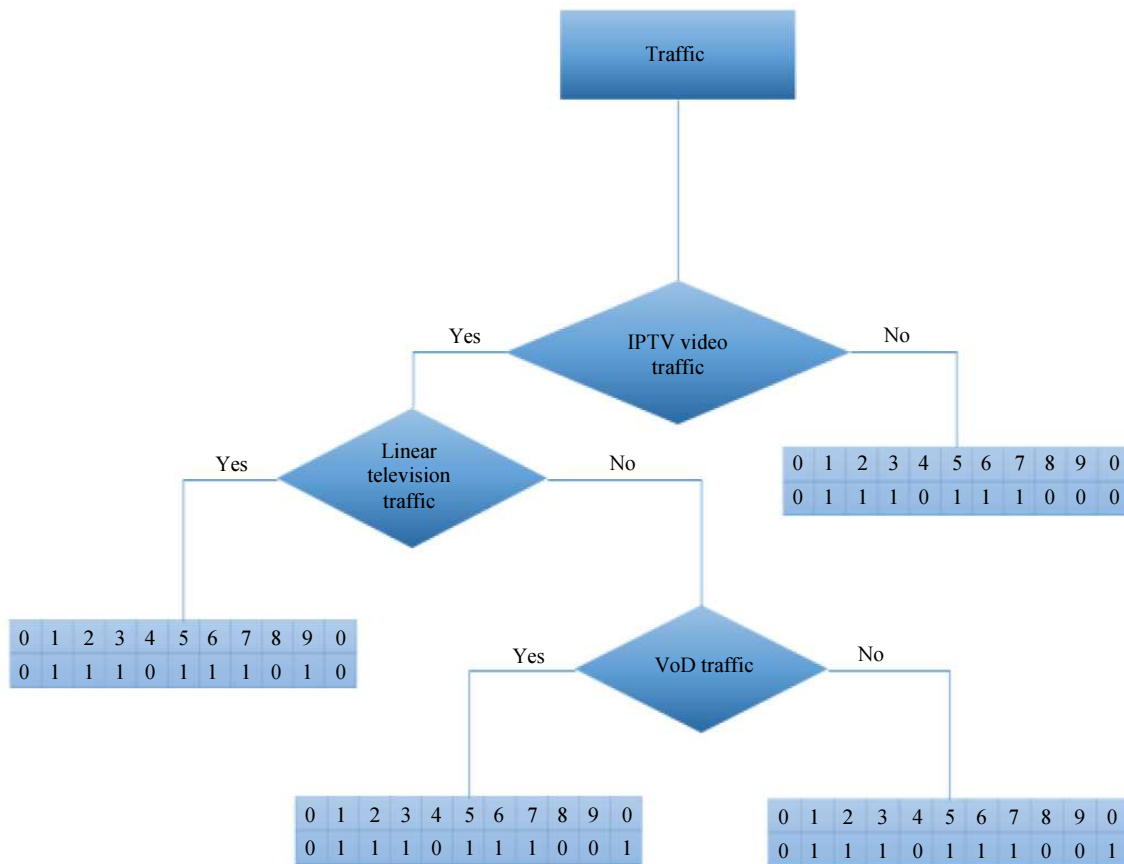 Traffic
IPTV video
traffic
Yes
No
Linear
television
traffic
Yes
No
0 1 2 3 4 5 6 7 8 9 0
0 1 1 1 0 1 1 1 0 0 0
0 1 2 3 4 5 6 7 8 9 0
0 1 1 1 0 1 1 1 0 1 0
VoD traffic
Yes
No
0 1 2 3 4 5 6 7 8 9 0
0 1 1 1 0 1 1 1 0 0 1
0 1 2 3 4 5 6 7 8 9 0
0 1 1 1 0 1 1 1 0 0 1